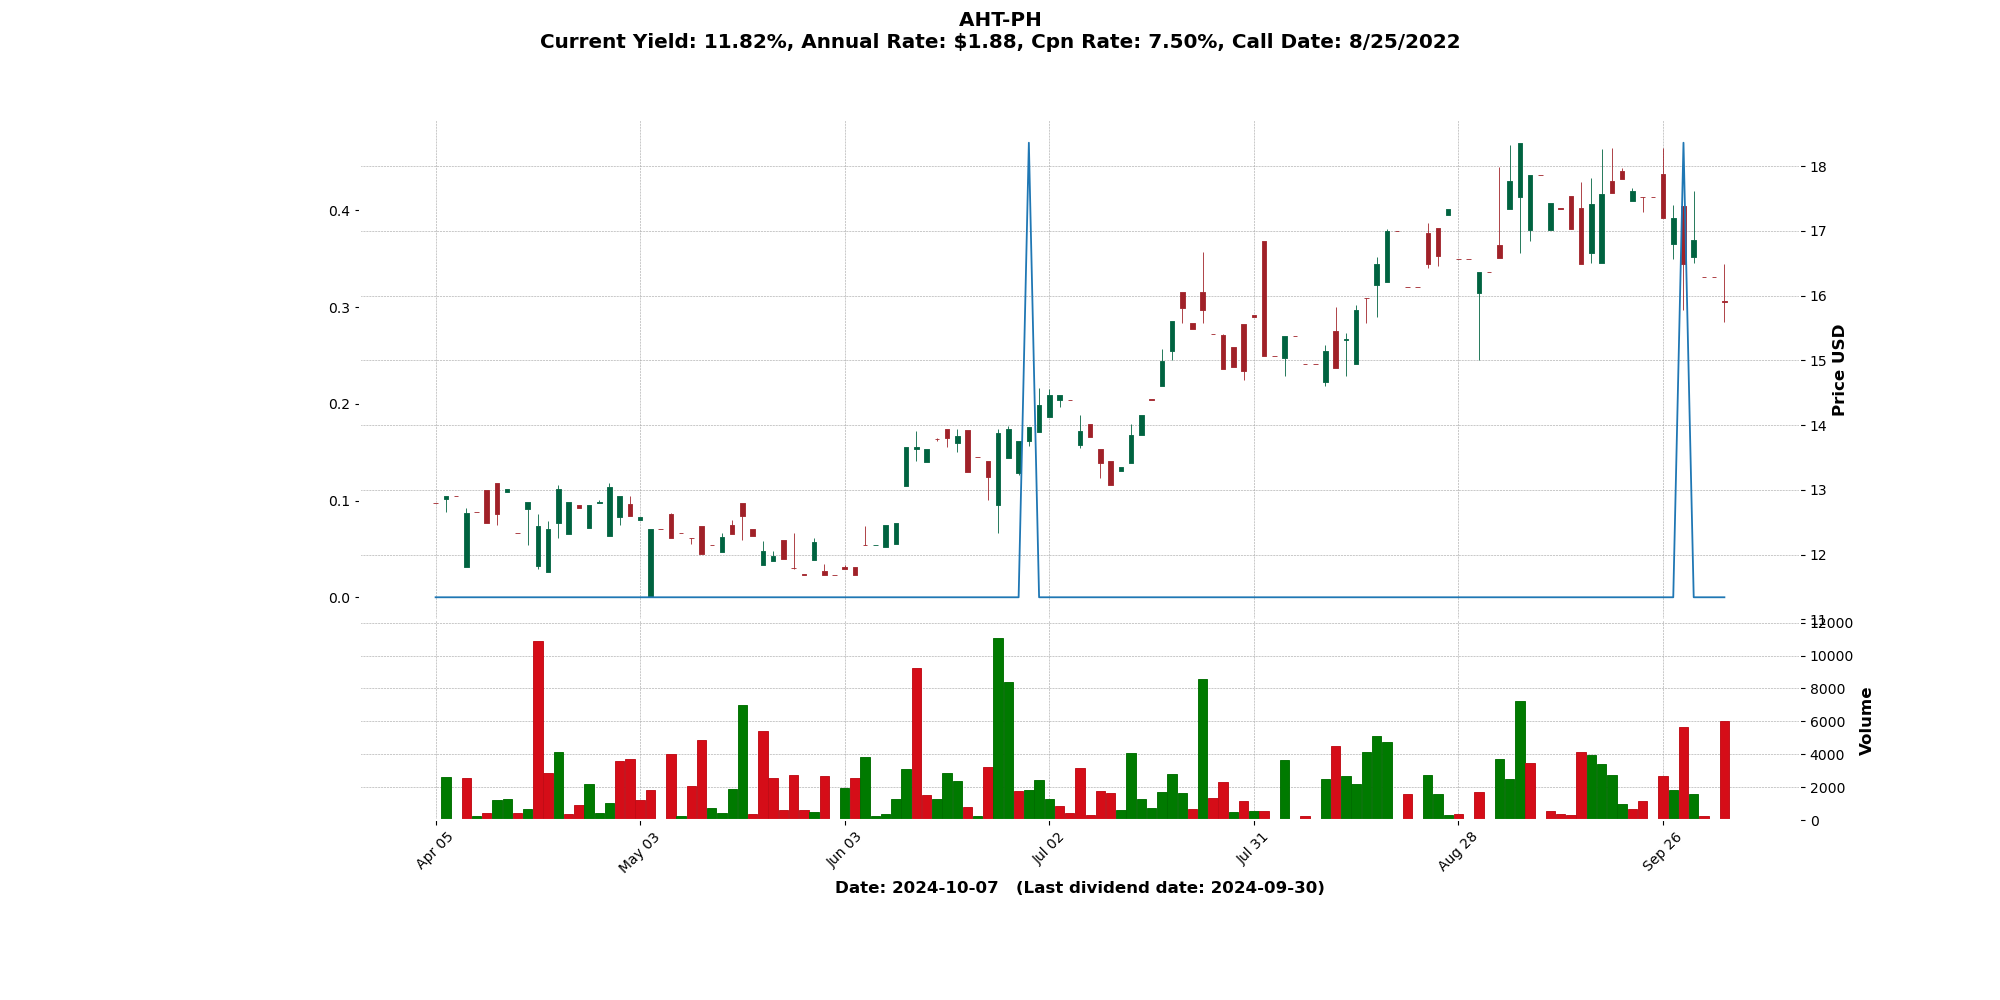 AHT-PH
Current Yield: 11.82%, Annual Rate: $1.88, Cpn Rate: 7.50%, Call Date: 8/25/2022
0.4
0.3
0.2
0.1
0.0
18
17
16
15
14
13
12
11
Price USD
12000
10000
8000
6000
4000
2000
0
Volume
Apr 05
May 03
Jun 03
Jul 02
Jul 31
Aug 28
Sep 26
Date: 2024-10-07   (Last dividend date: 2024-09-30)